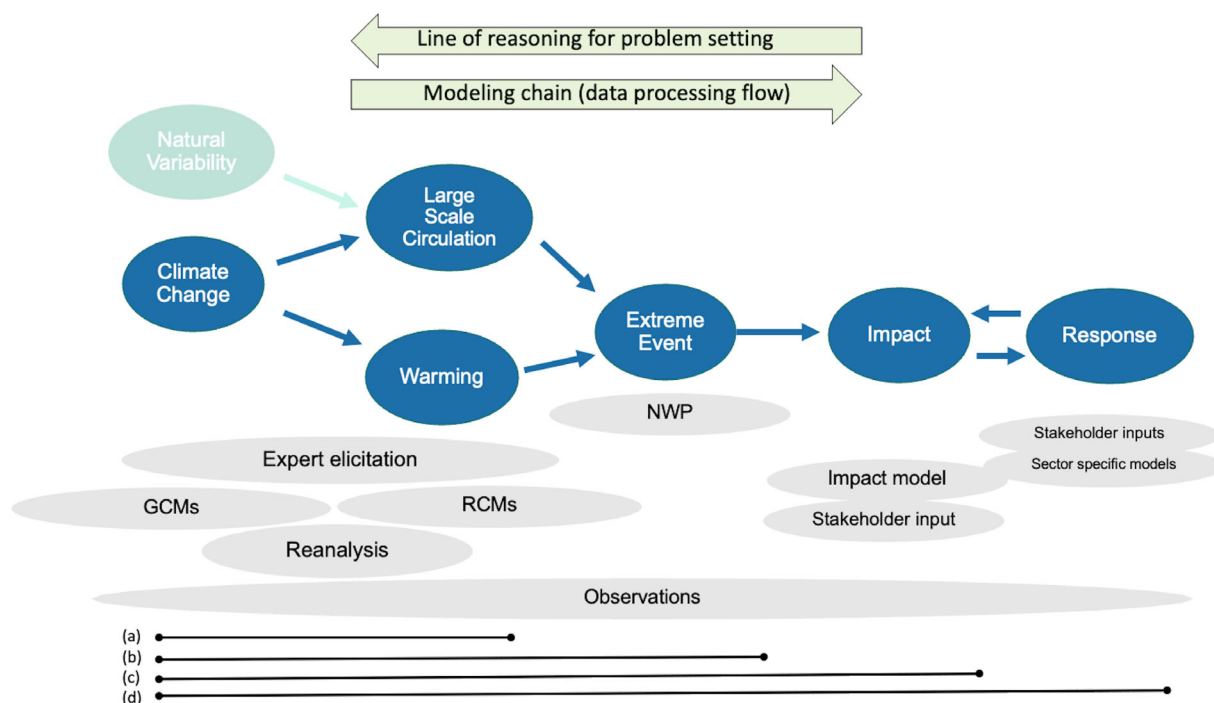 Line of reasoning for problem setting
Modeling chain (data processing flow)
Natural
Variability
Large
Scale
Circulation
Climate
Change
Extreme
Event
Impact
Response
Warming
NWP
Stakeholder inputs
Expert elicitation
Sector specific models
Impact model
GCMs
RCMs
Stakeholder input
Reanalysis
Observations
(a)
(b)
(c)
(d)